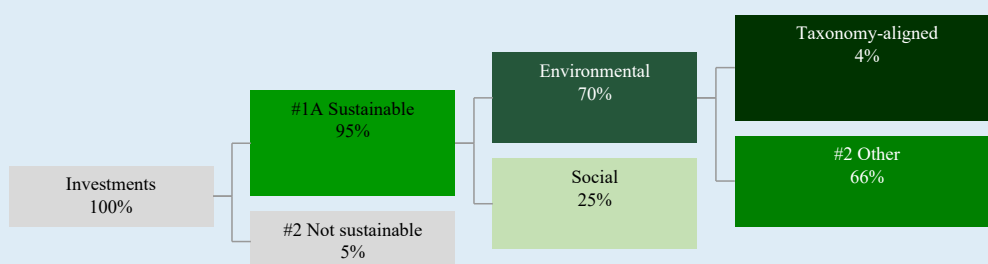 Investments
100%
#1A Sustainable
95%
#2 Not sustainable
5%
Environmental
70%
Social
25%
Taxonomy-aligned
4%
#2 Other
66%